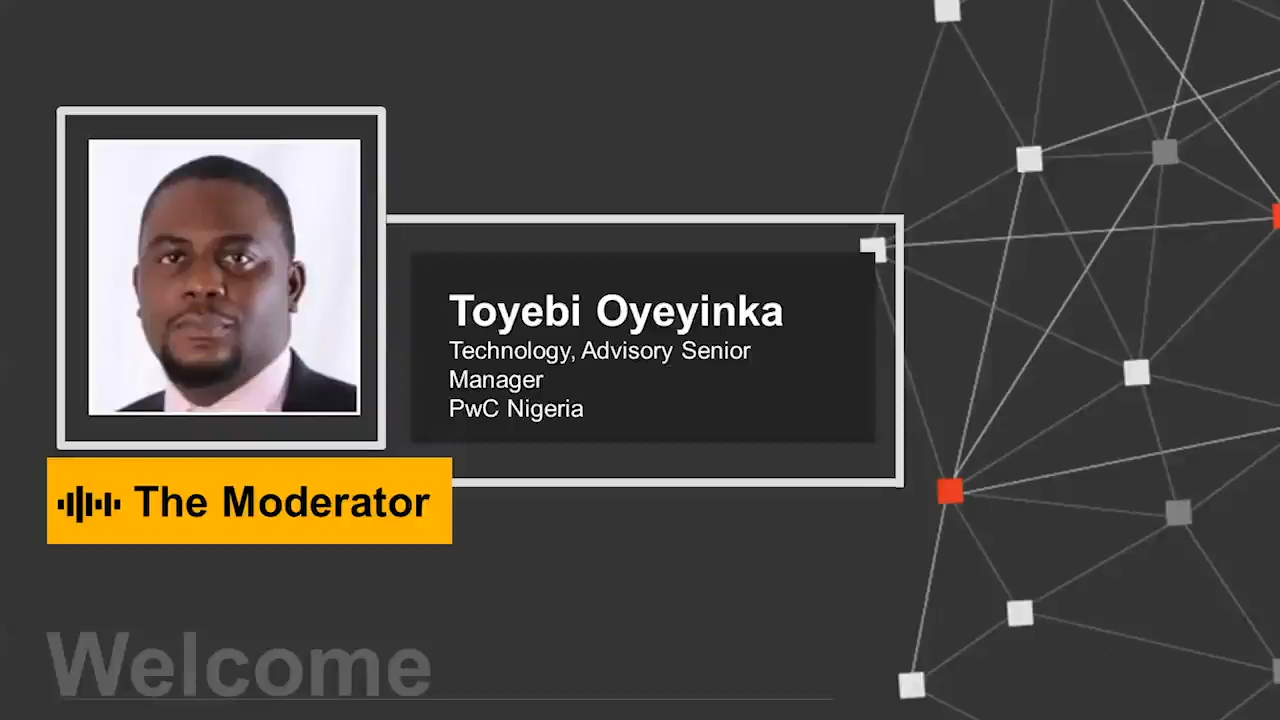 Toyebi Oyeyinka
Technology, Advisory Senior
Manager
PwC Nigeria
The Moderator
Welcome